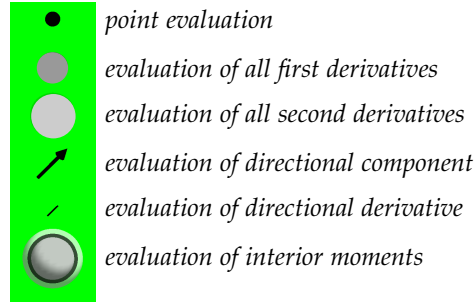 point evaluation
evaluation of all first derivatives
evaluation of all second derivatives
evaluation of directional component
evaluation of directional derivative
evaluation of interior moments